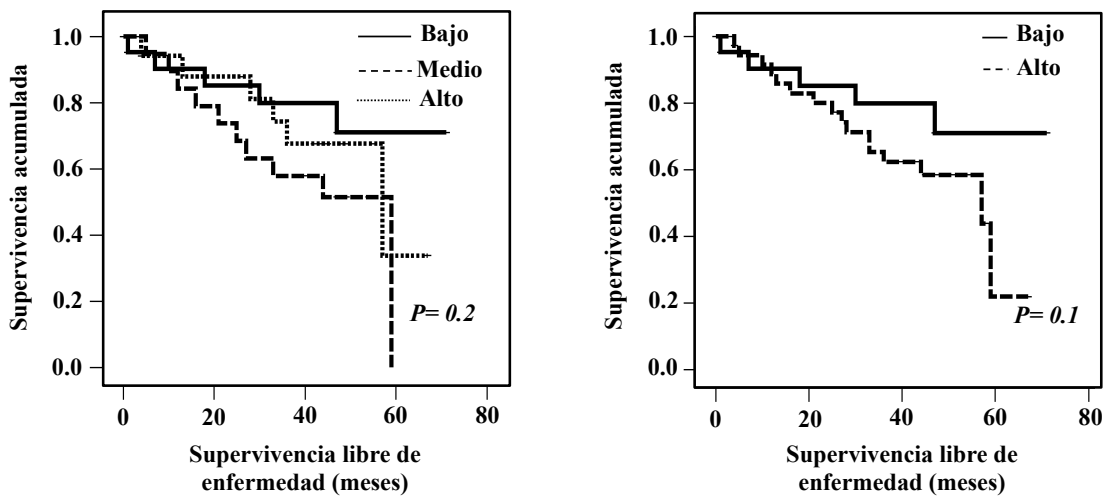 Supervivencia acumulada
1.0
0.8
0.6
0.4
0.2
0.0
Bajo
Medio
Alto
P= 0.2
0 20 40 60 80
Supervivencia libre de
enfermedad (meses)
Supervivencia acumulada
1.0
0.8
0.6
0.4
0.2
0.0
Bajo
Alto
P= 0.1
0 20 40 60 80
Supervivencia libre de
enfermedad (meses)